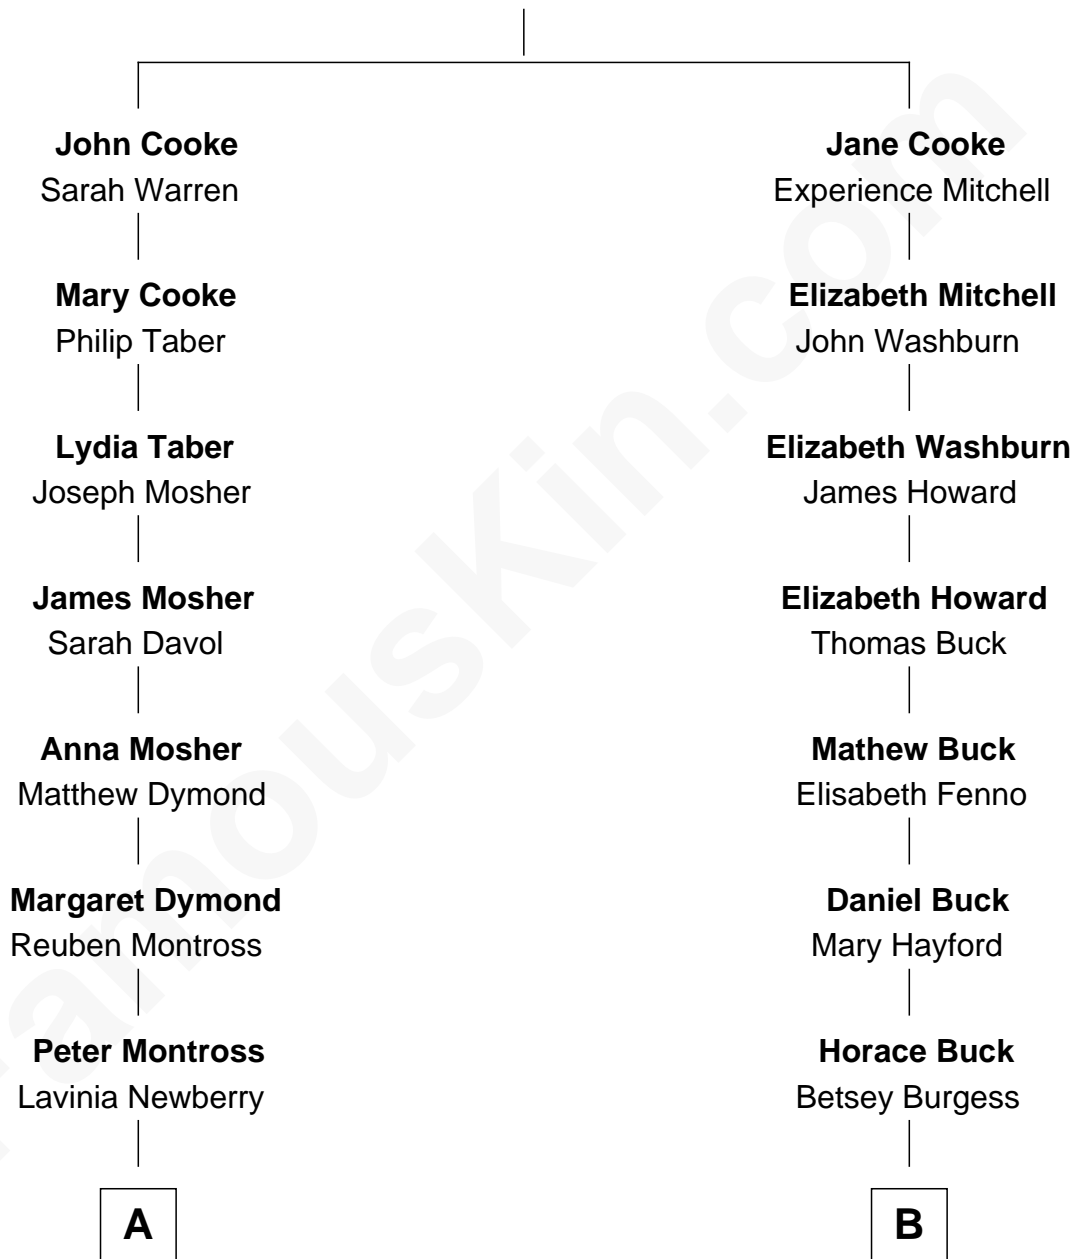 John Cooke
Sarah Warren
Mary Cooke
Philip Taber
Lydia Taber
Joseph Mosher
James Mosher
Sarah Davol
Anna Mosher
Matthew Dymond
Margaret Dymond
Reuben Montross
Peter Montross
Lavinia Newberry
A
Jane Cooke
Experience Mitchell
Elizabeth Mitchell
John Washburn
Elizabeth Washburn
James Howard
Elizabeth Howard
Thomas Buck
Mathew Buck
Elisabeth Fenno
Daniel Buck
Mary Hayford
Horace Buck
Betsey Burgess
B
FamousKin.com